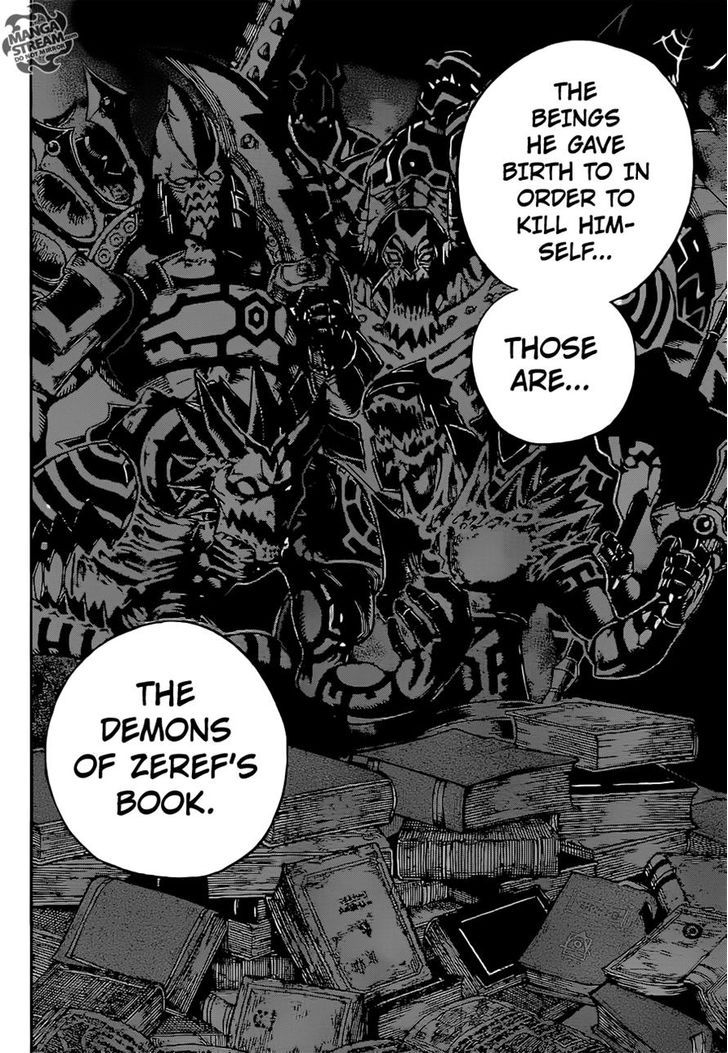 MANGA
STREAM
DO NOT MIRROR
THE
BEINGS
HE GAVE
BIRTH TO IN
ORDER TO
KILL HIM-
SELF...
THOSE
ARE...
THE
DEMONS
OF ZEREF'S
BOOK.